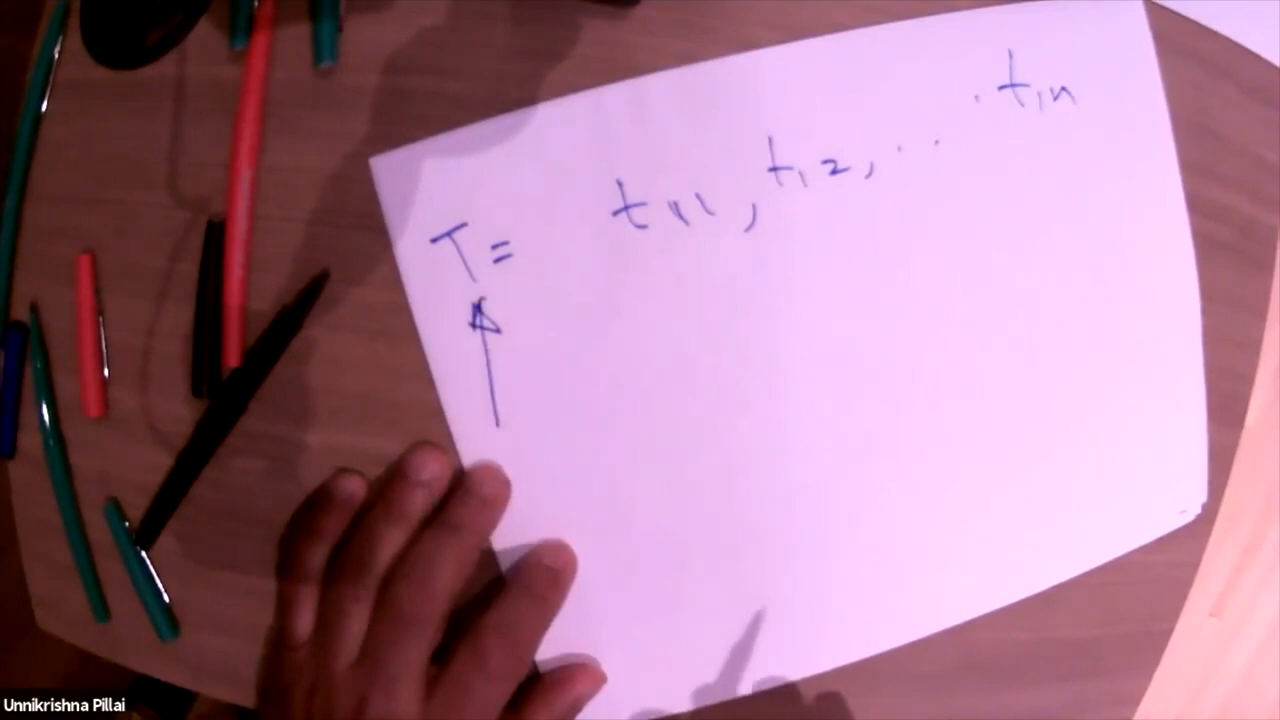 T = t11, t12, . . . t1n
Unnikrishna Pillai